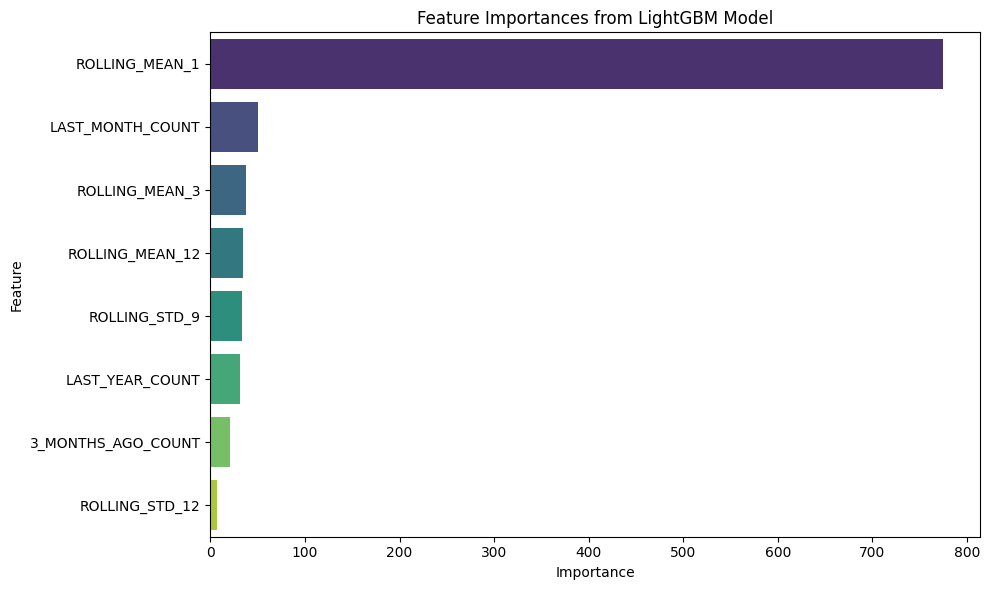 Feature Importances from LightGBM Model
Feature
ROLLING_MEAN_1
LAST_MONTH_COUNT
ROLLING_MEAN_3
ROLLING_MEAN_12
ROLLING_STD_9
LAST_YEAR_COUNT
3_MONTHS_AGO_COUNT
ROLLING_STD_12
0 100 200 300 400 500 600 700 800
Importance